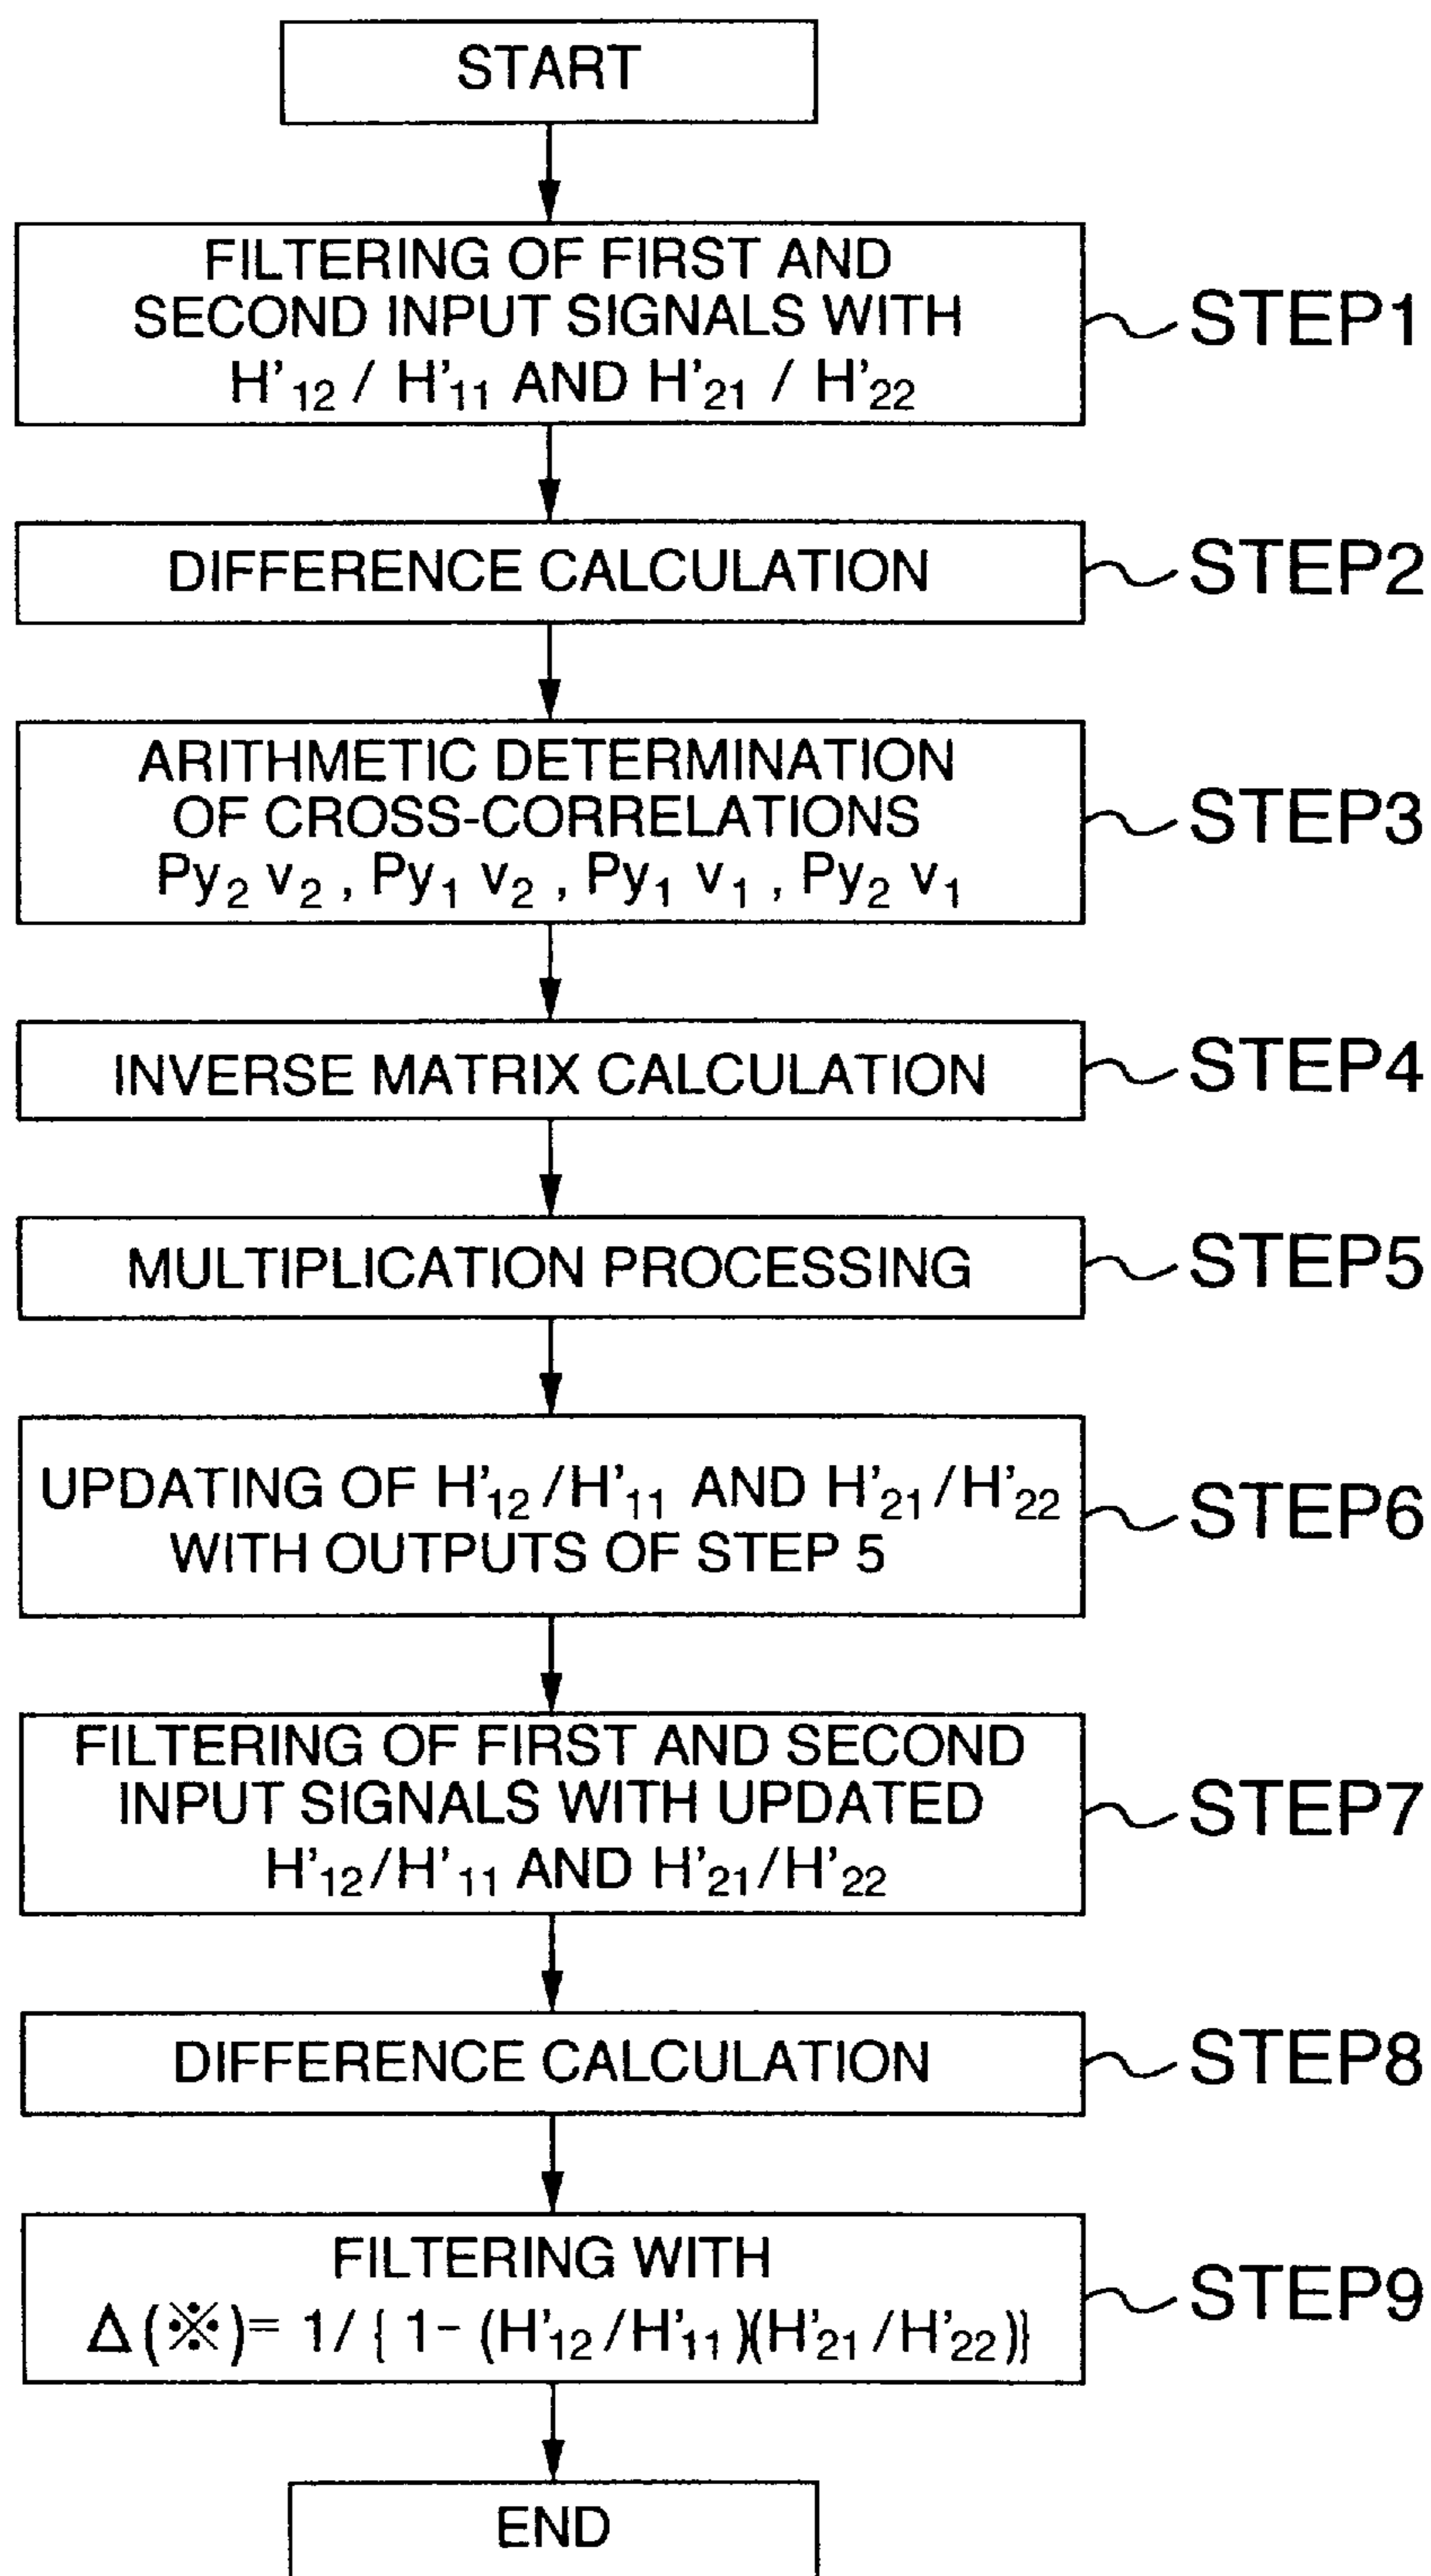 START
FILTERING OF FIRST AND
SECOND INPUT SIGNALS WITH
H'₁₂ / H'₁₁ AND H'₂₁ / H'₂₂
STEP1
DIFFERENCE CALCULATION
STEP2
ARITHMETIC DETERMINATION
OF CROSS-CORRELATIONS
Py₂ v₂ , Py₁ v₂ , Py₁ v₁ , Py₂ v₁
STEP3
INVERSE MATRIX CALCULATION
STEP4
MULTIPLICATION PROCESSING
STEP5
UPDATING OF H'₁₂/H'₁₁ AND H'₂₁/H'₂₂
WITH OUTPUTS OF STEP 5
STEP6
FILTERING OF FIRST AND SECOND
INPUT SIGNALS WITH UPDATED
H'₁₂/H'₁₁ AND H'₂₁/H'₂₂
STEP7
DIFFERENCE CALCULATION
STEP8
FILTERING WITH
Δ(※)= 1/ { 1- (H'₁₂/H'₁₁)(H'₂₁/H'₂₂)}
STEP9
END